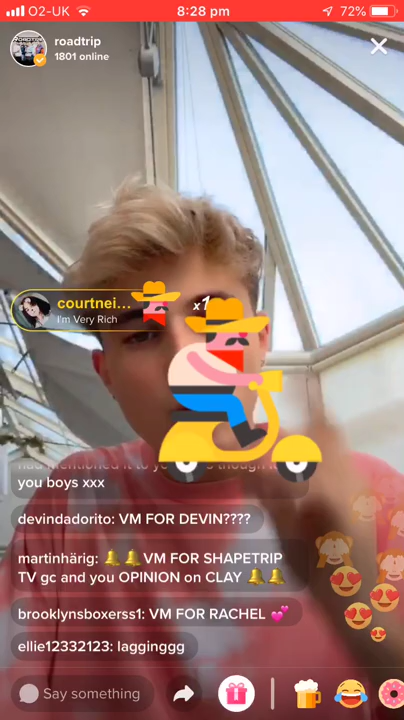 O2-UK 8:28 pm 72%
roadtrip
1801 online
courtnei... x1
I'm Very Rich
you boys xxx
devindadorito: VM FOR DEVIN????
martinhärig: 🔔🔔VM FOR SHAPETRIP
TV gc and you OPINION on CLAY 🔔🔔
brooklynsboxerss1: VM FOR RACHEL 💕
ellie12332123: lagginggg
Say something